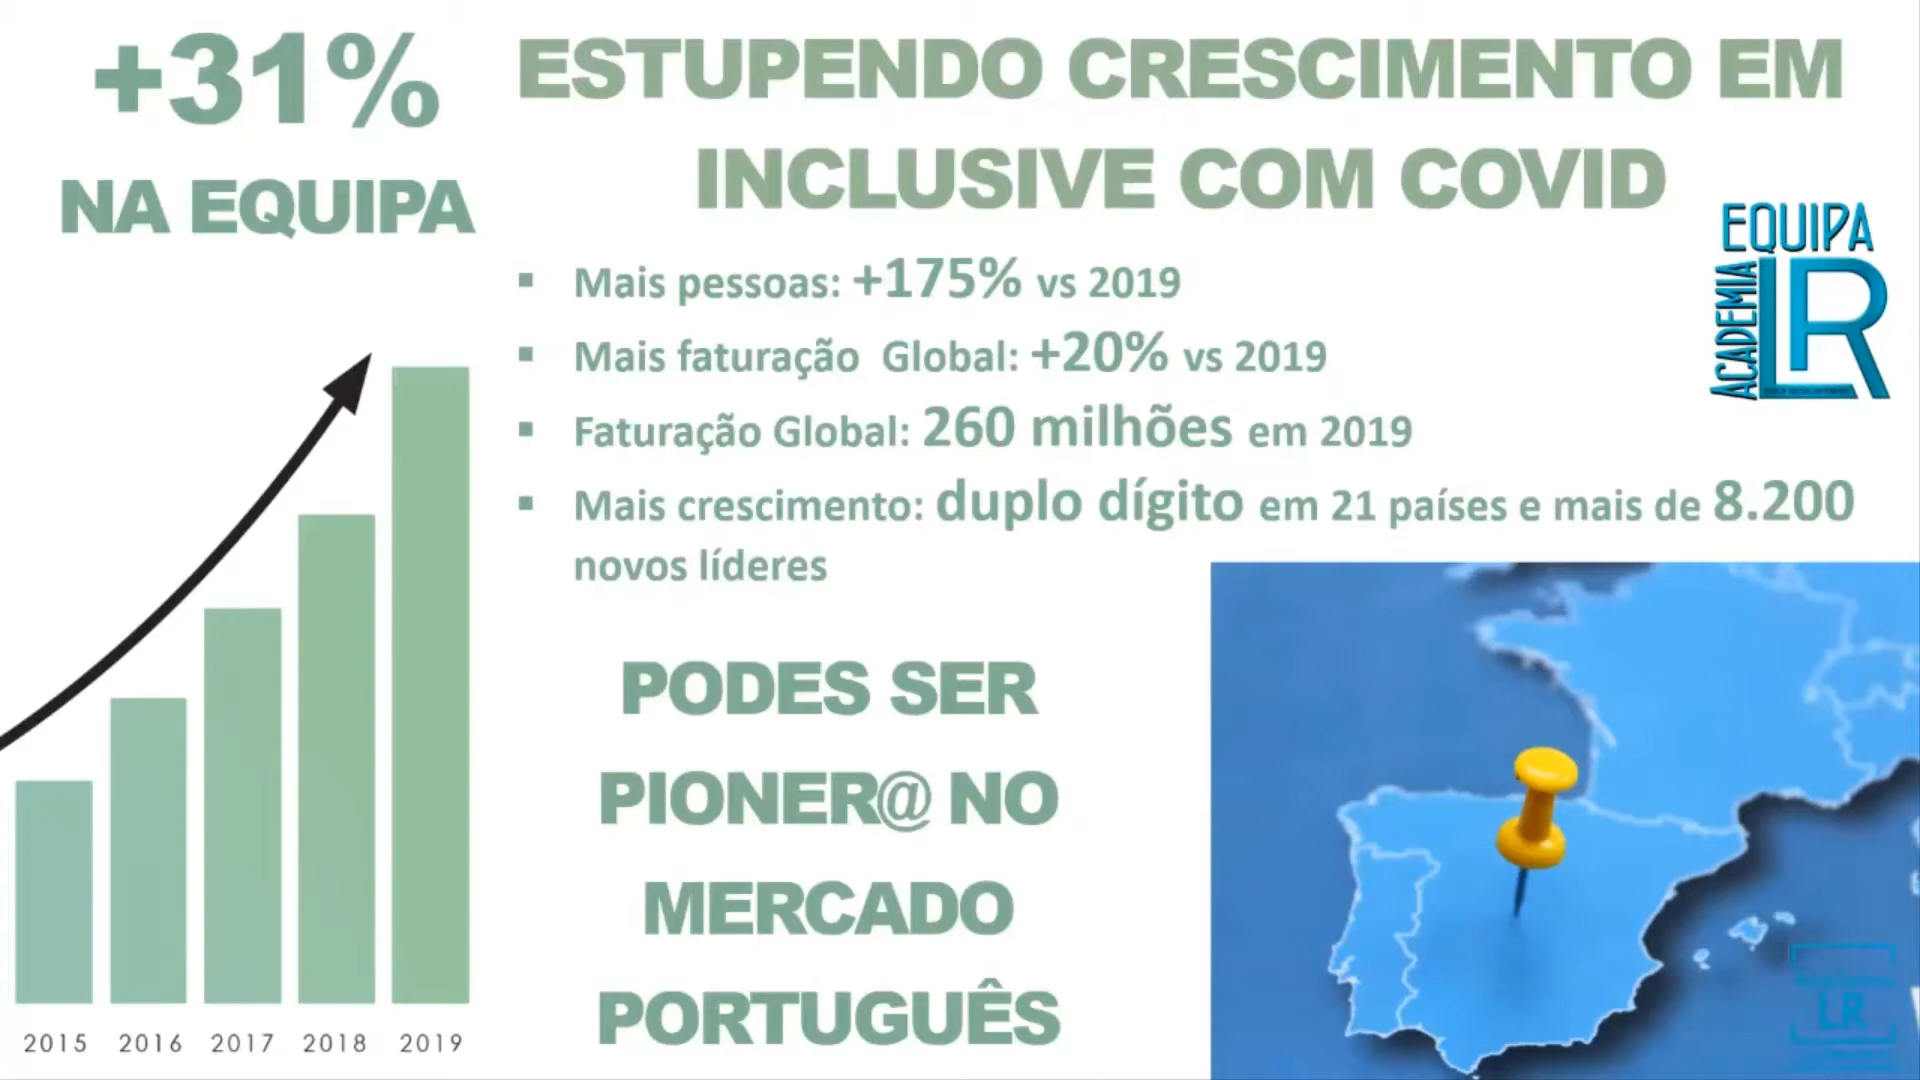 +31%
NA EQUIPA
ESTUPENDO CRESCIMENTO EM
INCLUSIVE COM COVID
▪ Mais pessoas: +175% vs 2019
▪ Mais faturação Global: +20% vs 2019
▪ Faturação Global: 260 milhões em 2019
▪ Mais crescimento: duplo dígito em 21 países e mais de 8.200
novos líderes
EQUIPA
ACADEMIA
LR
2015 2016 2017 2018 2019
PODES SER
PIONER@ NO
MERCADO
PORTUGUÊS
LR